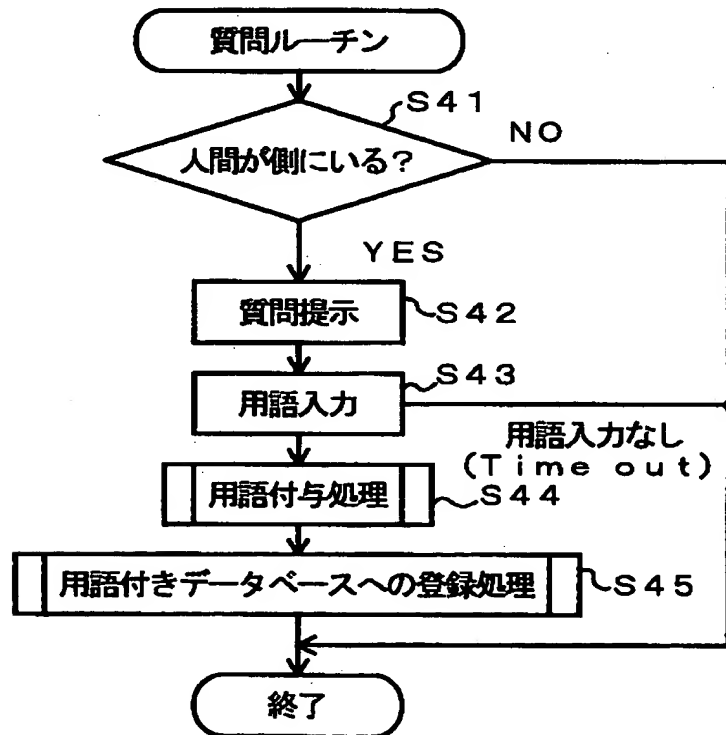 質問ルーチン
S41
人間が側にいる?
NO
YES
質問提示
S42
用語入力
S43
用語入力なし
(Time out)
用語付与処理
S44
用語付きデータベースへの登録処理
S45
終了